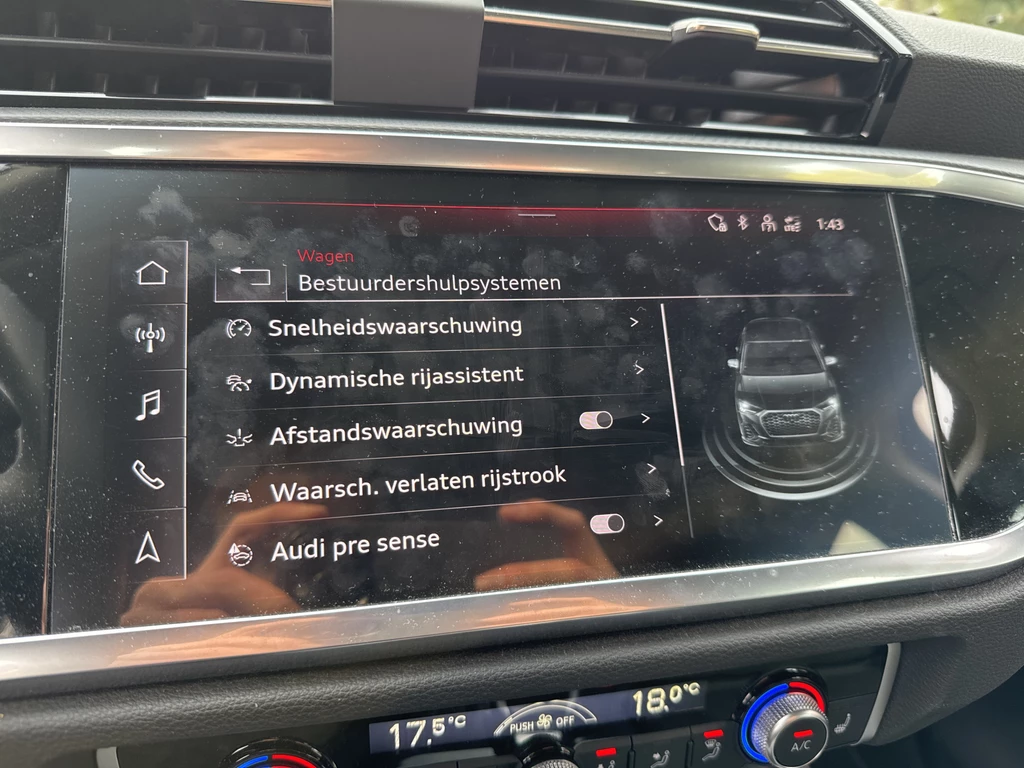 1:43
Wagen
Bestuurdershulpsystemen
Snelheidswaarschuwing
Dynamische rijassistent
Afstandswaarschuwing
Waarsch. verlaten rijstrook
Audi pre sense
17.5°C
PUSH OFF
18.0°C
A/C